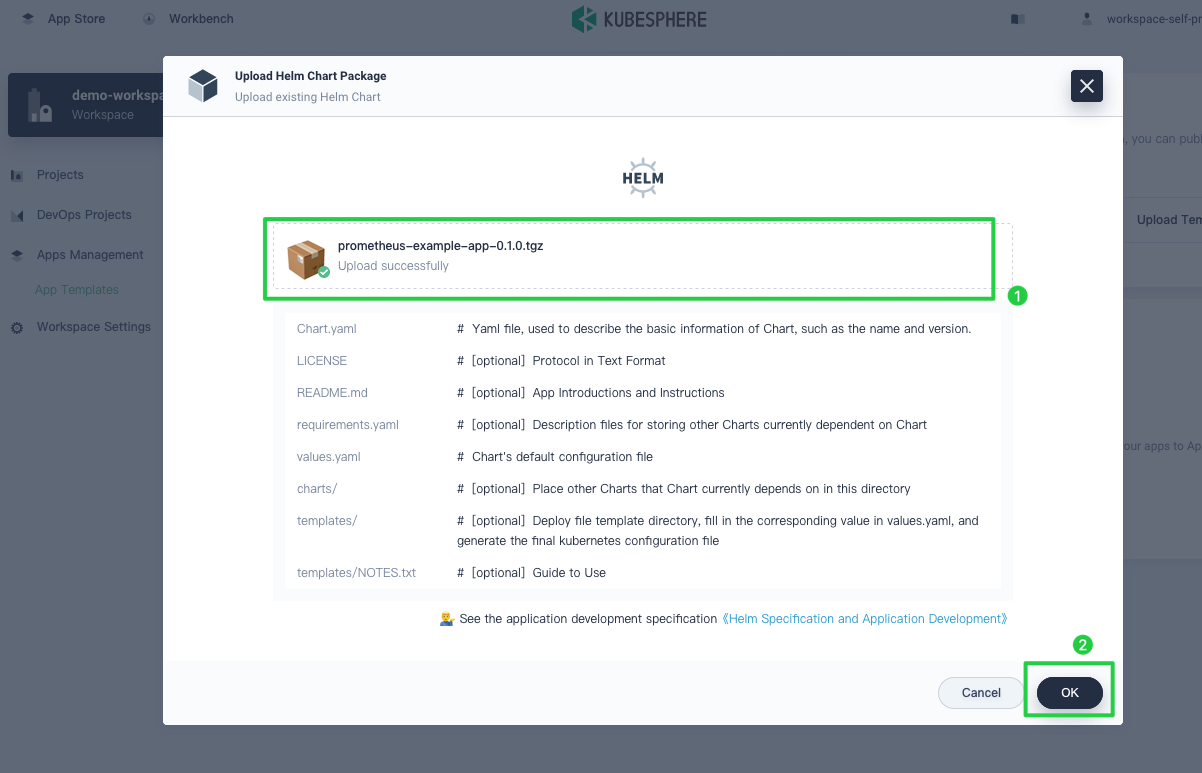 App Store
Workbench
KUBESPHERE
workspace-self-pr
Upload Helm Chart Package
Upload existing Helm Chart
demo-workspa
Workspace
Projects
DevOps Projects
Apps Management
App Templates
Workspace Settings
, you can publ
Upload Tem
our apps to Ap
HELM
prometheus-example-app-0.1.0.tgz
Upload successfully
1
Chart.yaml # Yaml file, used to describe the basic information of Chart, such as the name and version.
LICENSE # [optional] Protocol in Text Format
README.md # [optional] App Introductions and Instructions
requirements.yaml # [optional] Description files for storing other Charts currently dependent on Chart
values.yaml # Chart's default configuration file
charts/ # [optional] Place other Charts that Chart currently depends on in this directory
templates/ # [optional] Deploy file template directory, fill in the corresponding value in values.yaml, and
generate the final kubernetes configuration file
templates/NOTES.txt # [optional] Guide to Use
See the application development specification 《Helm Specification and Application Development》
2
Cancel
OK